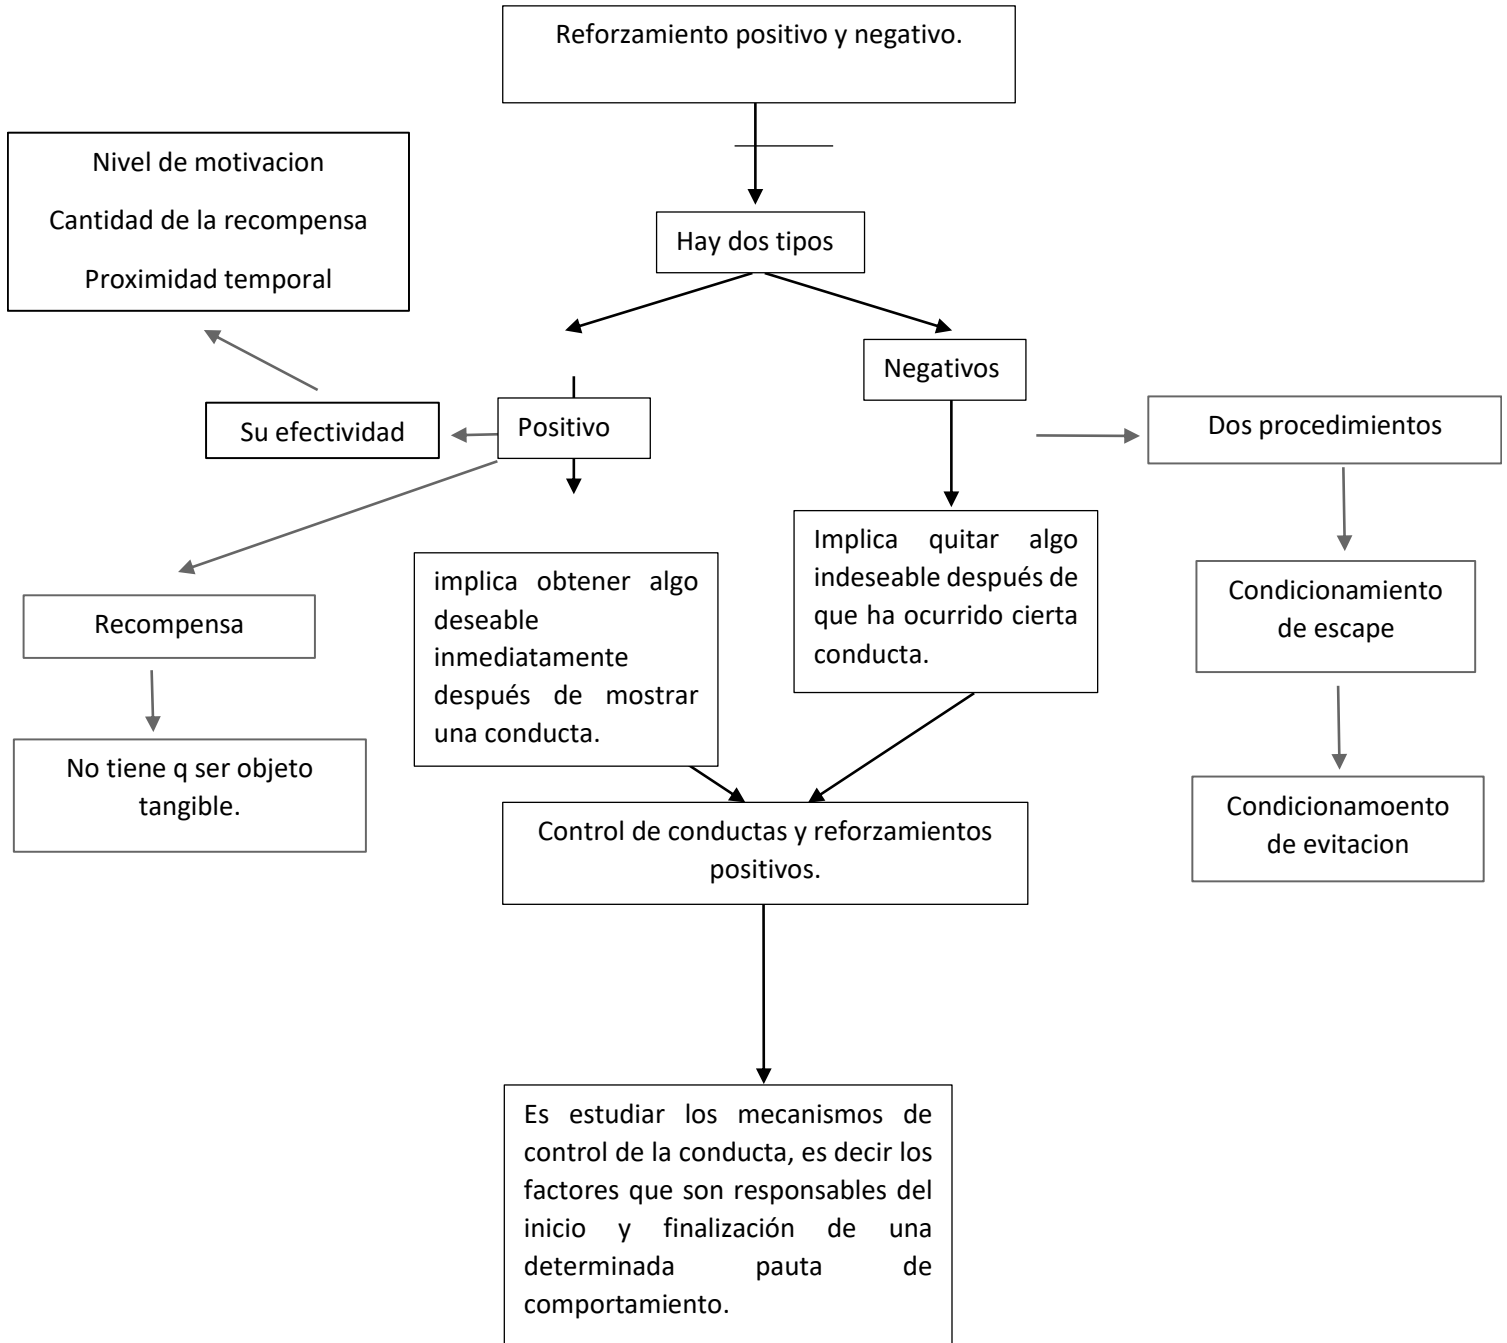 Reforzamiento positivo y negativo.
Nivel de motivacion
Cantidad de la recompensa
Proximidad temporal
Hay dos tipos
Negativos
Su efectividad
Positivo
Dos procedimientos
Implica quitar algo
indeseable después de
que ha ocurrido cierta
conducta.
implica obtener algo
deseable
inmediatamente
después de mostrar
una conducta.
Condicionamiento
de escape
Recompensa
No tiene q ser objeto
tangible.
Condicionamoento
de evitacion
Control de conductas y reforzamientos
positivos.
Es estudiar los mecanismos de
control de la conducta, es decir los
factores que son responsables del
inicio y finalización de una
determinada pauta de
comportamiento.